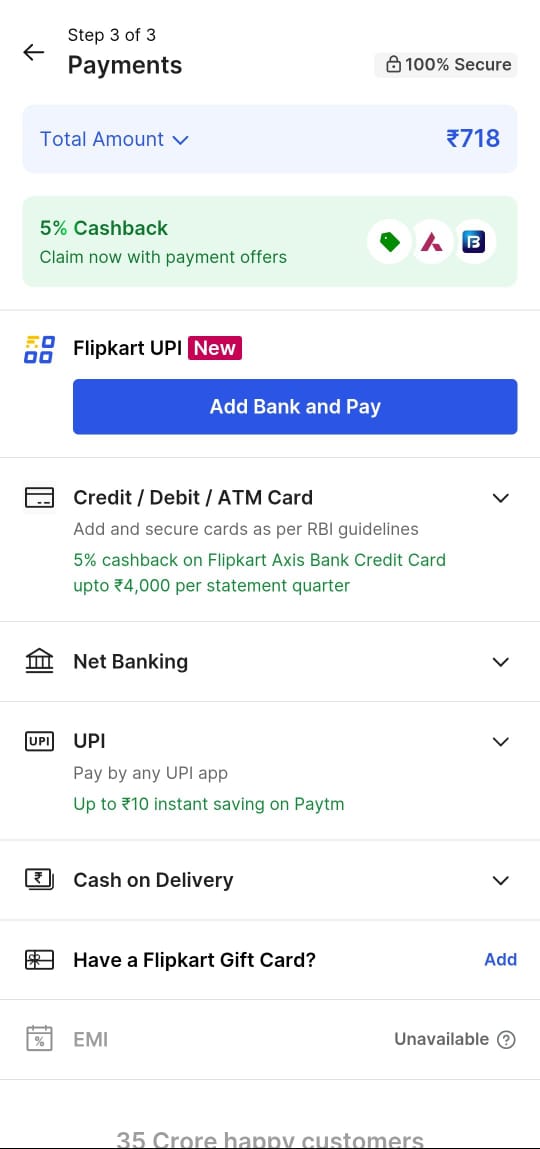 Step 3 of 3
Payments
100% Secure
Total Amount
₹718
5% Cashback
Claim now with payment offers
Flipkart UPI New
Add Bank and Pay
Credit / Debit / ATM Card
Add and secure cards as per RBI guidelines
5% cashback on Flipkart Axis Bank Credit Card
upto ₹4,000 per statement quarter
Net Banking
UPI UPI
Pay by any UPI app
Up to ₹10 instant saving on Paytm
Cash on Delivery
Have a Flipkart Gift Card?
Add
EMI
Unavailable
35 Crore happy customers